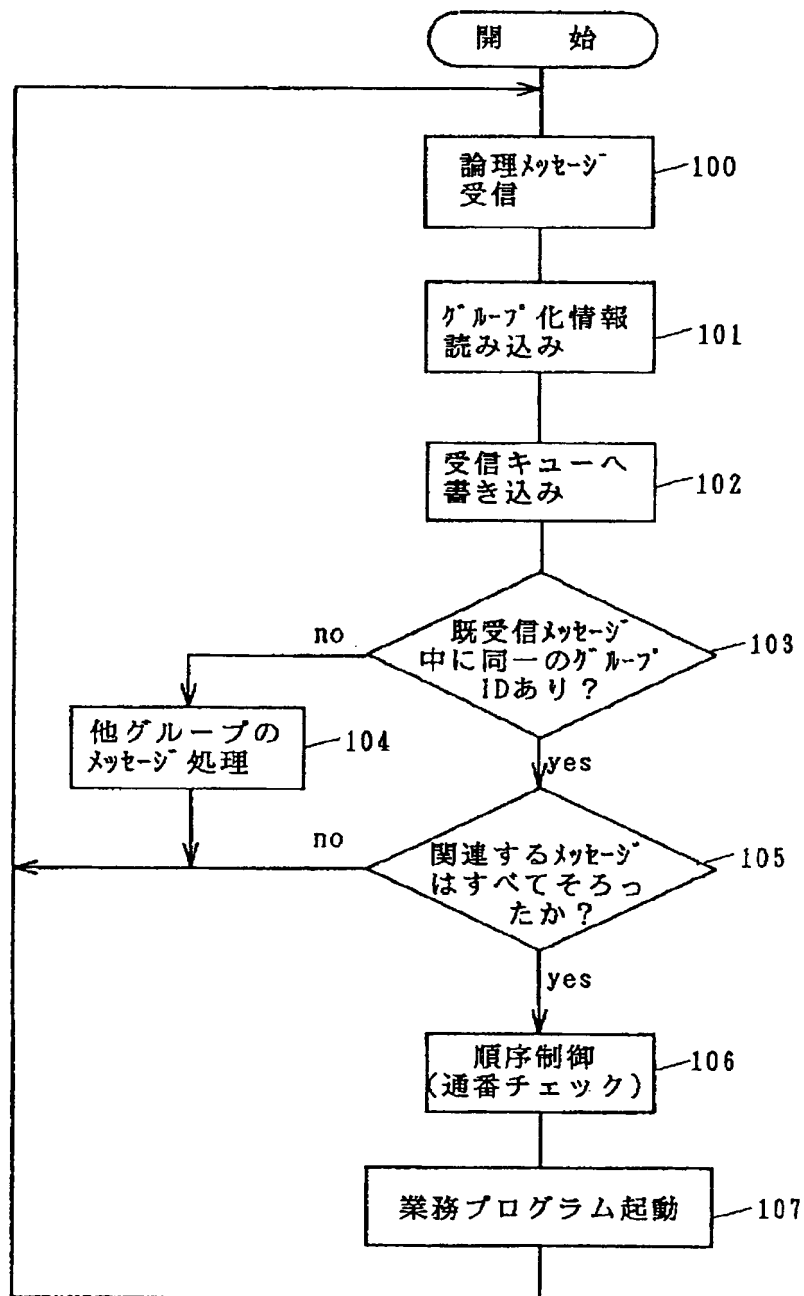 開 始
論理ﾒｯｾｰｼﾞ
受信
100
ｸﾞﾙｰﾌﾟ化情報
読み込み
101
受信キューへ
書き込み
102
既受信ﾒｯｾｰｼﾞ
中に同一のｸﾞﾙｰﾌﾟ
IDあり？
103
no
yes
他グループの
ﾒｯｾｰｼﾞ処理
104
関連するﾒｯｾｰｼﾞ
はすべてそろっ
たか？
105
no
yes
順序制御
(通番チェック)
106
業務プログラム起動
107